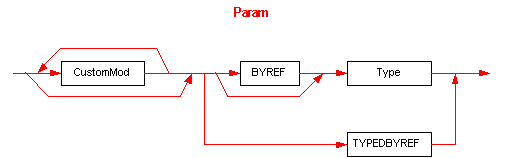 Param
CustomMod
BYREF
Type
TYPEDBYREF